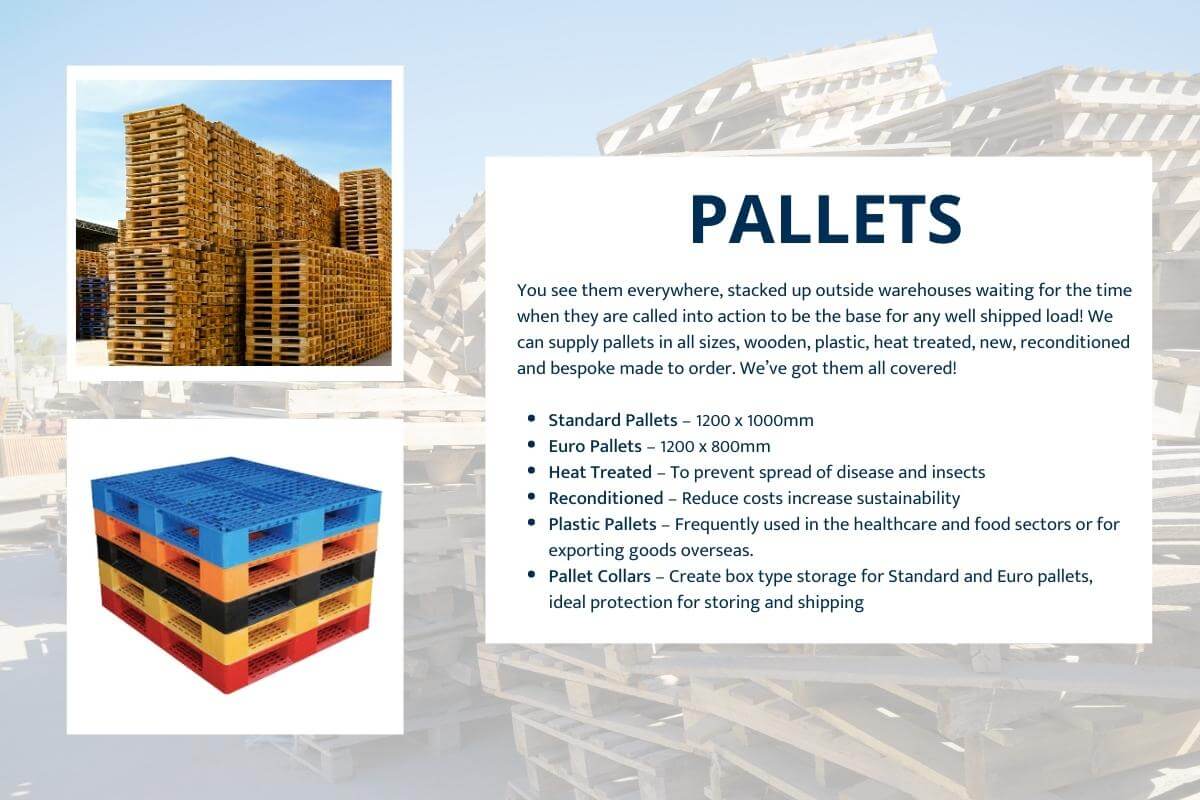 PALLETS
You see them everywhere, stacked up outside warehouses waiting for the time
when they are called into action to be the base for any well shipped load! We
can supply pallets in all sizes, wooden, plastic, heat treated, new, reconditioned
and bespoke made to order. We’ve got them all covered!
• Standard Pallets – 1200 x 1000mm
• Euro Pallets – 1200 x 800mm
• Heat Treated – To prevent spread of disease and insects
• Reconditioned – Reduce costs increase sustainability
• Plastic Pallets – Frequently used in the healthcare and food sectors or for
exporting goods overseas.
• Pallet Collars – Create box type storage for Standard and Euro pallets,
ideal protection for storing and shipping